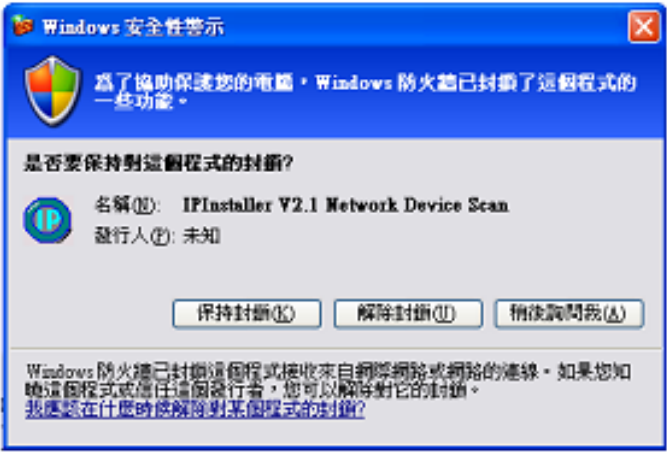 Windows 安全性警示
為了協助保護您的電腦，Windows 防火牆已封鎖了這個程式的
一些功能。
是否要保持對這個程式的封鎖?
IP
名稱(N): IPInstaller V2.1 Network Device Scan
發行人(P): 未知
保持封鎖(K) 解除封鎖(U) 稍後詢問我(A)
Windows 防火牆已封鎖這個程式接收來自網際網路或網路的連線。如果您知
曉這個程式或信任這個發行者，您可以解除對它的封鎖。
我應該在什麼時候解除對某個程式的封鎖?